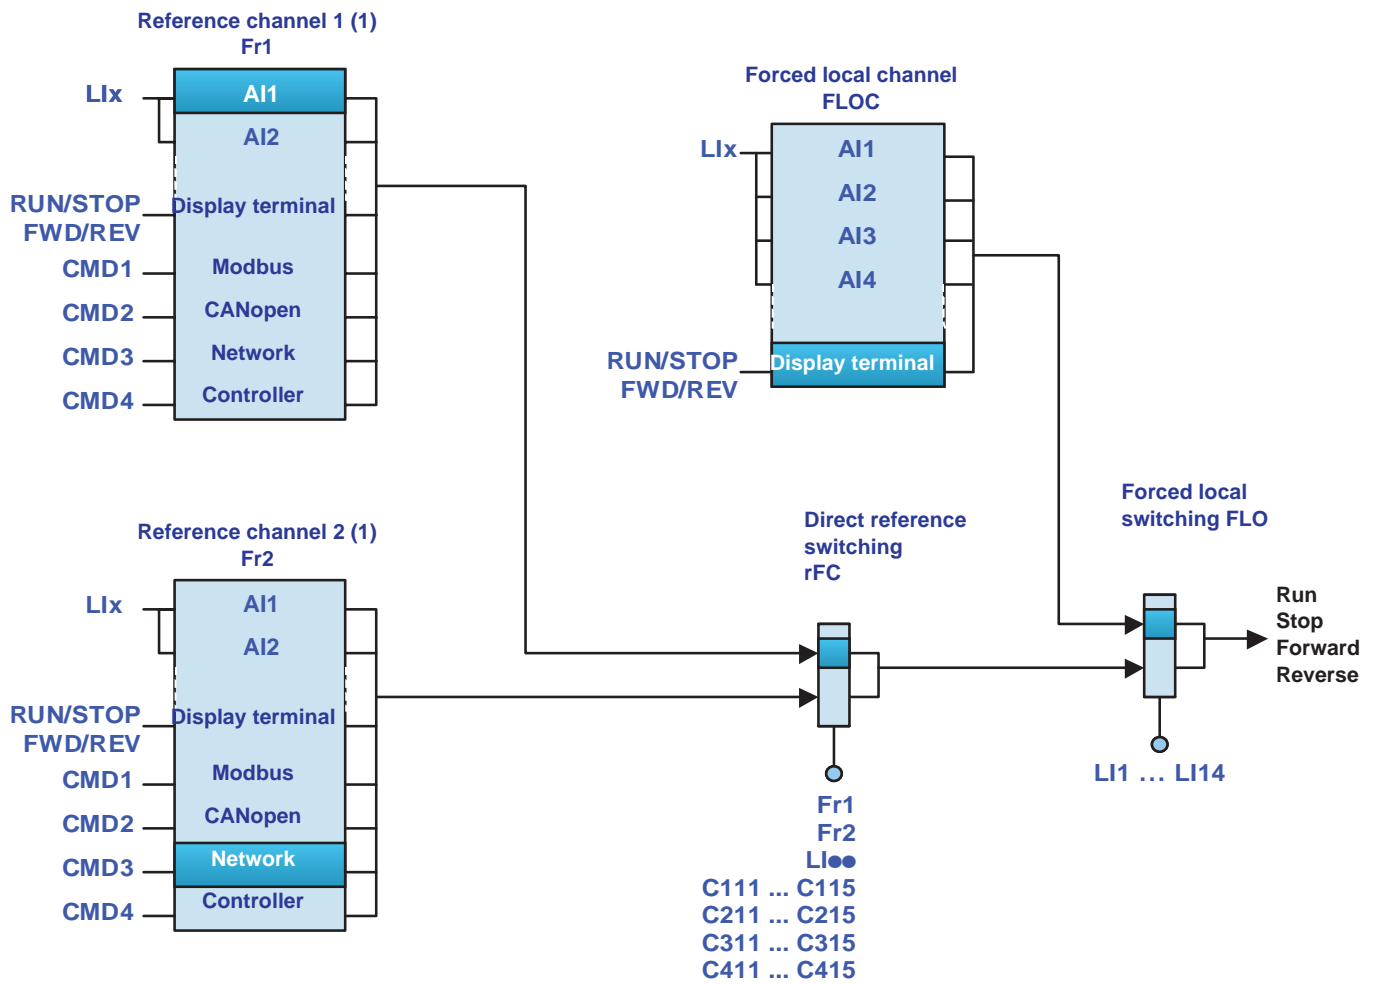 Reference channel 1 (1)
Fr1
LIx
AI1
AI2
RUN/STOP
FWD/REV
Display terminal
CMD1
Modbus
CMD2
CANopen
CMD3
Network
CMD4
Controller
Forced local channel
FLOC
LIx
AI1
AI2
AI3
AI4
RUN/STOP
FWD/REV
Display terminal
Reference channel 2 (1)
Fr2
LIx
AI1
AI2
RUN/STOP
FWD/REV
Display terminal
CMD1
Modbus
CMD2
CANopen
CMD3
Network
CMD4
Controller
Direct reference
switching
rFC
Fr1
Fr2
LI●●
C111 ... C115
C211 ... C215
C311 ... C315
C411 ... C415
Forced local
switching FLO
LI1 ... LI14
Run
Stop
Forward
Reverse